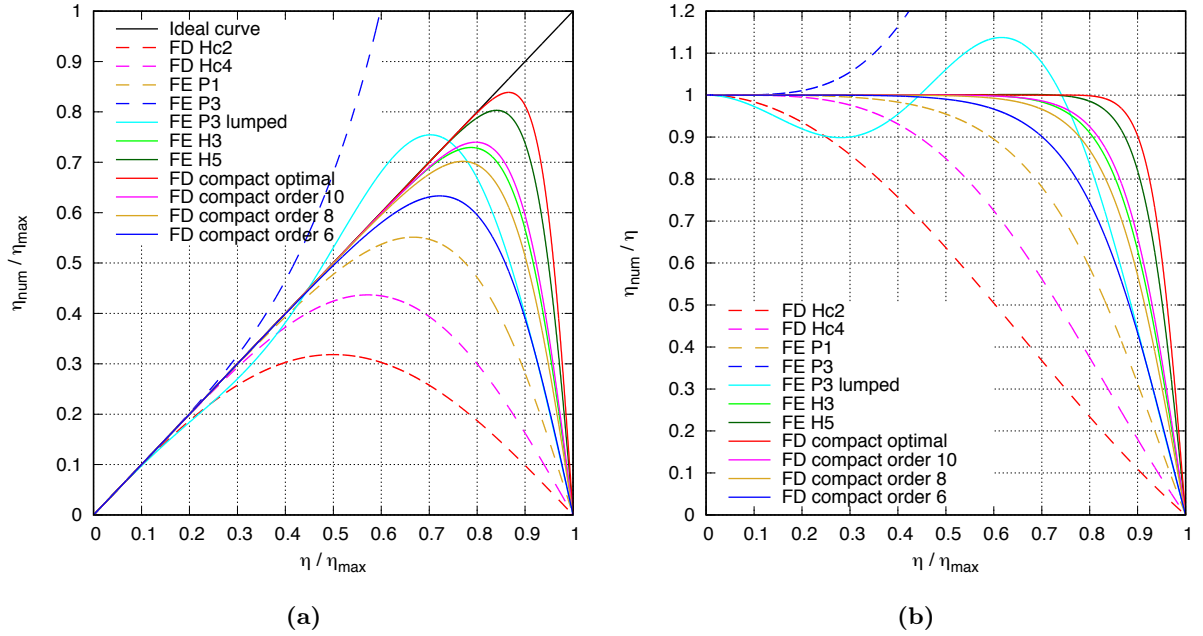 1
0.9
0.8
0.7
0.6
0.5
0.4
0.3
0.2
0.1
0
η_num / η_max
Ideal curve
FD Hc2
FD Hc4
FE P1
FE P3
FE P3 lumped
FE H3
FE H5
FD compact optimal
FD compact order 10
FD compact order 8
FD compact order 6
0 0.1 0.2 0.3 0.4 0.5 0.6 0.7 0.8 0.9 1
η / η_max
(a)
1.2
1.1
1
0.9
0.8
0.7
0.6
0.5
0.4
0.3
0.2
0.1
0
η_num / η
FD Hc2
FD Hc4
FE P1
FE P3
FE P3 lumped
FE H3
FE H5
FD compact optimal
FD compact order 10
FD compact order 8
FD compact order 6
0 0.1 0.2 0.3 0.4 0.5 0.6 0.7 0.8 0.9 1
η / η_max
(b)